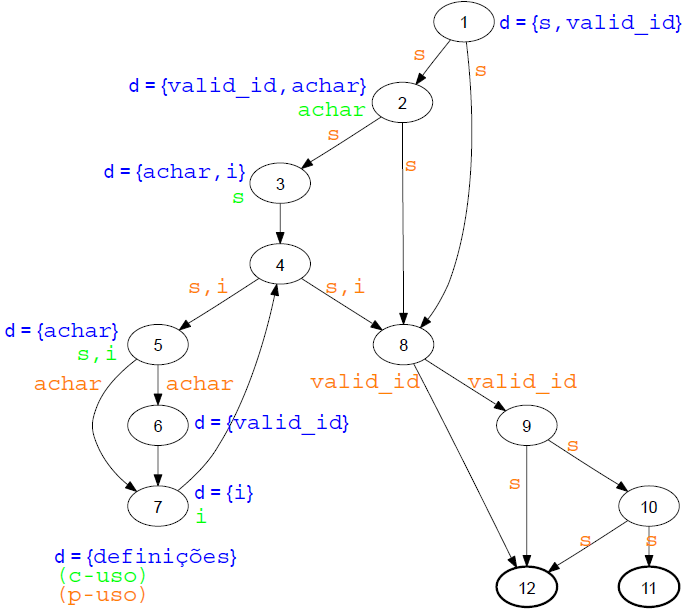 1
d = {s,valid_id}
s
s
d = {valid_id,achar}
achar
2
s
s
d = {achar,i}
s
3
4
s,i
s,i
d = {achar}
s,i
5
8
achar
achar
valid_id
valid_id
6
d = {valid_id}
9
s
s
7
d = {i}
i
10
s
s
d = {definições}
(c-uso)
(p-uso)
12
11